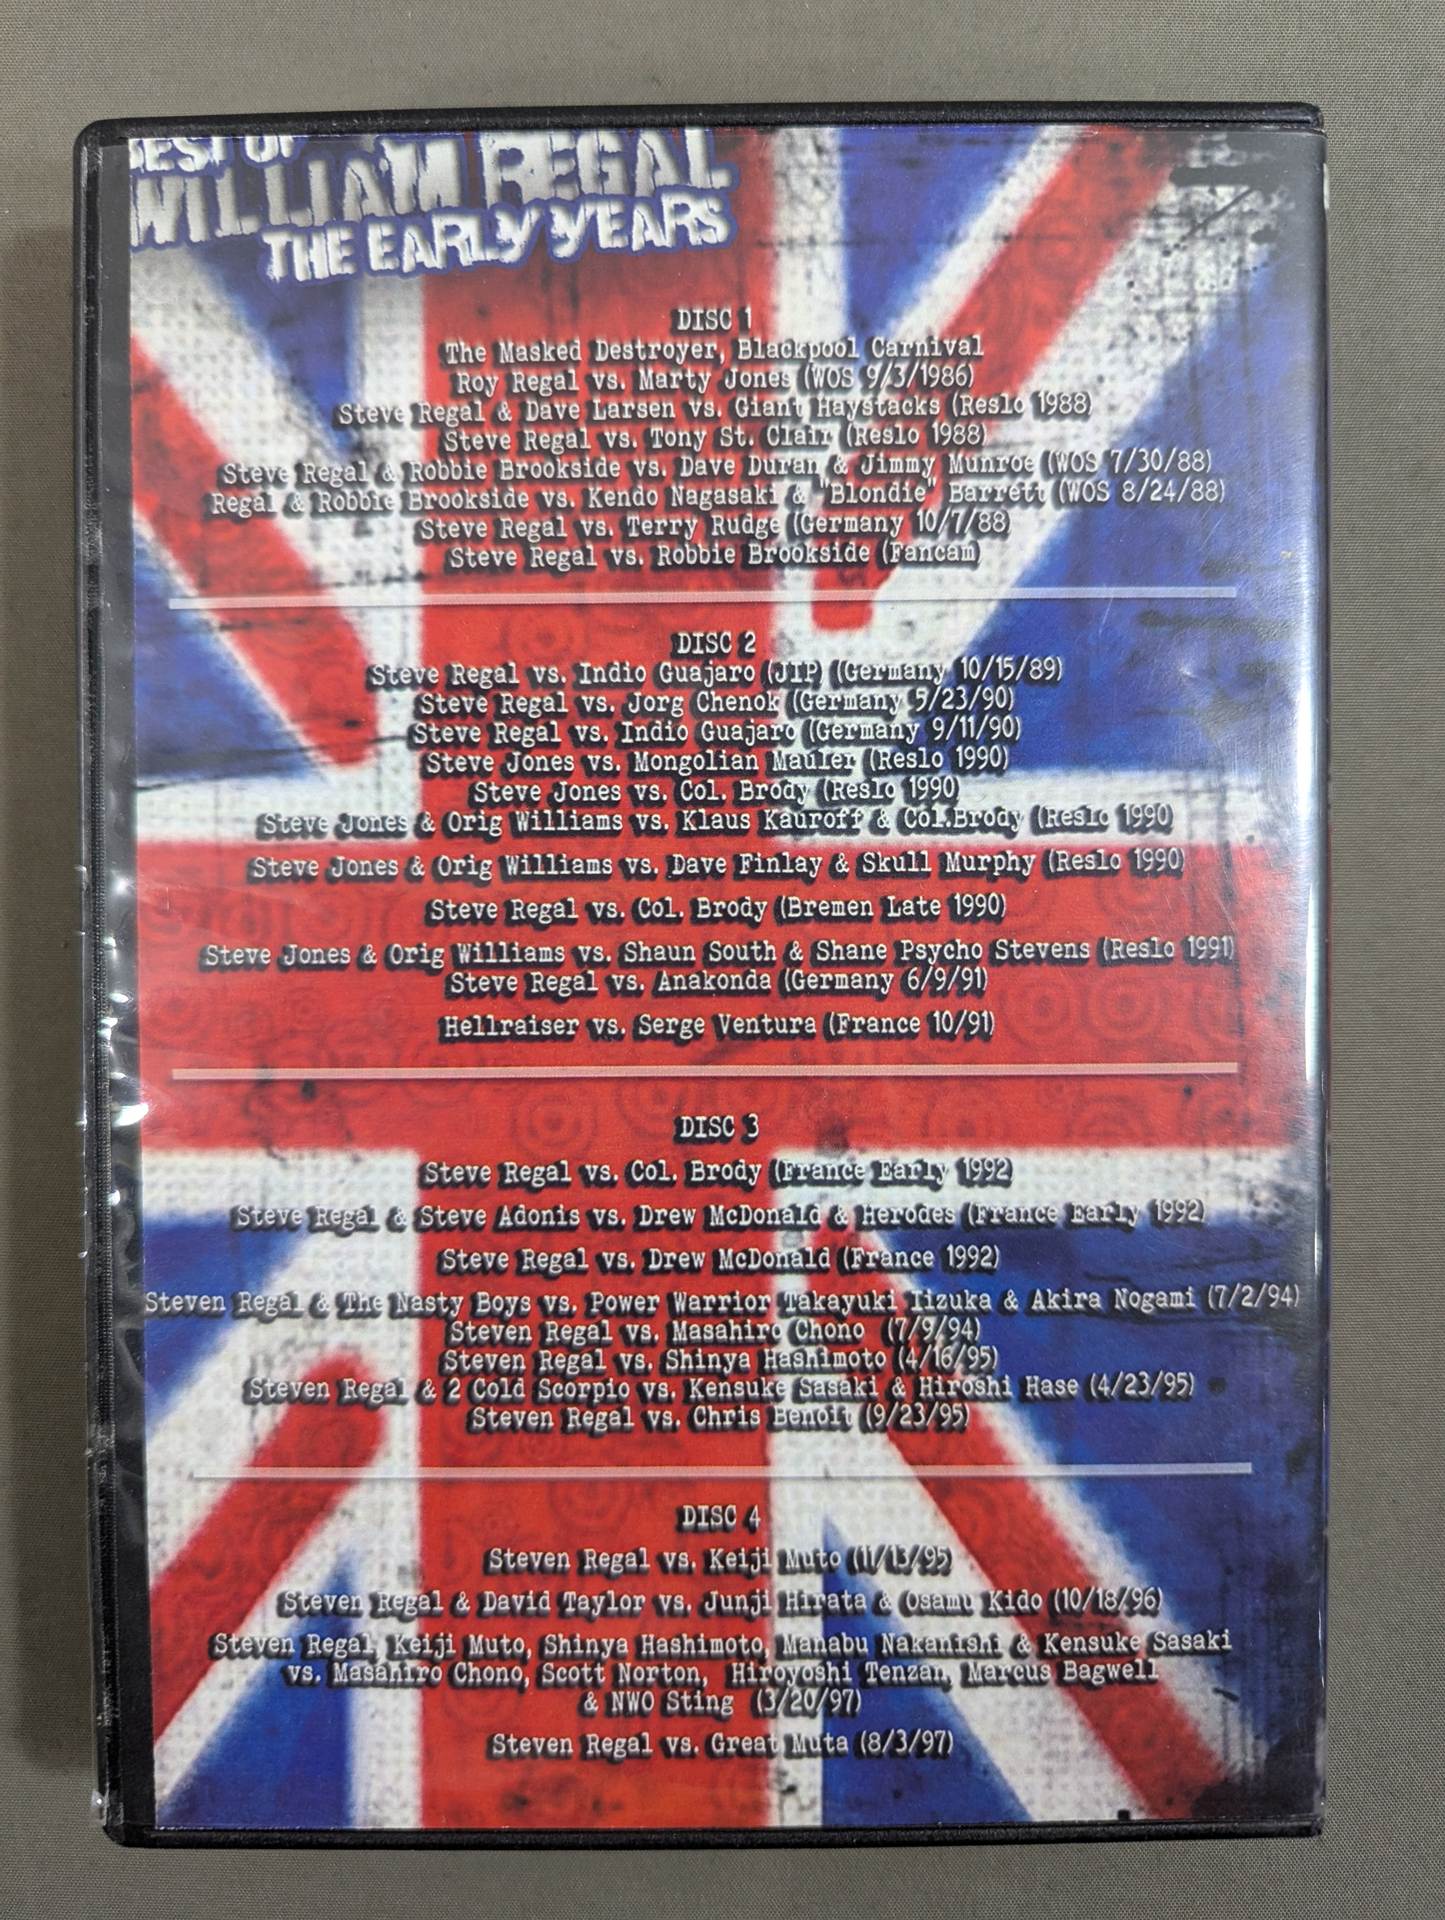 BEST OF
WILLIAM REGAL
THE EARLY YEARS
DISC 1
The Masked Destroyer, Blackpool Carnival
Roy Regal vs. Marty Jones (WOS 9/3/1986)
Steve Regal & Dave Larsen vs. Giant Haystacks (Reslo 1988)
Steve Regal vs. Tony St. Clair (Reslo 1988)
Steve Regal & Robbie Brookside vs. Dave Duran & Jimmy Munroe (WOS 7/30/88)
Regal & Robbie Brookside vs. Kendo Nagasaki & "Blondie" Barrett (WOS 8/24/88)
Steve Regal vs. Terry Rudge (Germany 10/7/88)
Steve Regal vs. Robbie Brookside (Fancam)
DISC 2
Steve Regal vs. Indio Guajaro (JIP) ((Germany 10/15/89)
Steve Regal vs. Jorg Chenok (Germany 5/23/90)
Steve Regal vs. Indio Guajaro (Germany 9/11/90)
Steve Jones vs. Mongolian Mauler (Reslo 1990)
Steve Jones vs. Col. Brody (Reslo 1990)
Steve Jones & Orig Williams vs. Klaus Kauroff & Col.Brody (Reslo 1990)
Steve Jones & Orig Williams vs. Dave Finlay & Skull Murphy (Reslo 1990)
Steve Regal vs. Col. Brody (Bremen Late 1990)
Steve Jones & Orig Williams vs. Shaun South & Shane Psycho Stevens (Reslo 1991)
Steve Regal vs. Anakonda (Germany 6/9/91)
Hellraiser vs. Serge Ventura (France 10/91)
DISC 3
Steve Regal vs. Col. Brody (France Early 1992)
Steve Regal & Steve Adonis vs. Drew McDonald & Herodes (France Early 1992)
Steve Regal vs. Drew McDonald (France 1992)
Steven Regal & The Nasty Boys vs. Power Warrior Takayuki Iizuka & Akira Nogami (7/2/94)
Steven Regal vs. Masahiro Chono (7/9/94)
Steven Regal vs. Shinya Hashimoto (4/16/95)
Steven Regal & 2 Cold Scorpio vs. Kensuke Sasaki & Hiroshi Hase (4/23/95)
Steven Regal vs. Chris Benoit (9/23/95)
DISC 4
Steven Regal vs. Keiji Muto (11/13/95)
Steven Regal & David Taylor vs. Junji Hirata & Osamu Kido (10/18/96)
Steven Regal, Keiji Muto, Shinya Hashimoto, Manabu Nakanishi & Kensuke Sasaki
vs. Masahiro Chono, Scott Norton, Hiroyoshi Tenzan, Marcus Bagwell
& NWO Sting (3/20/97)
Steven Regal vs. Great Muta (8/3/97)